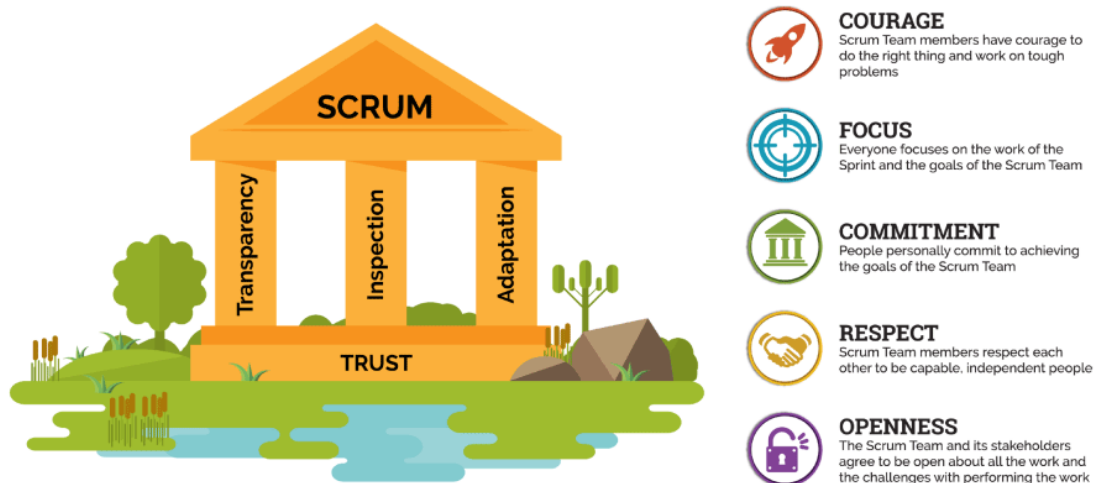 SCRUM
Transparency
Inspection
Adaptation
TRUST
COURAGE
Scrum Team members have courage to
do the right thing and work on tough
problems
FOCUS
Everyone focuses on the work of the
Sprint and the goals of the Scrum Team
COMMITMENT
People personally commit to achieving
the goals of the Scrum Team
RESPECT
Scrum Team members respect each
other to be capable, independent people
OPENNESS
The Scrum Team and its stakeholders
agree to be open about all the work and
the challenges with performing the work